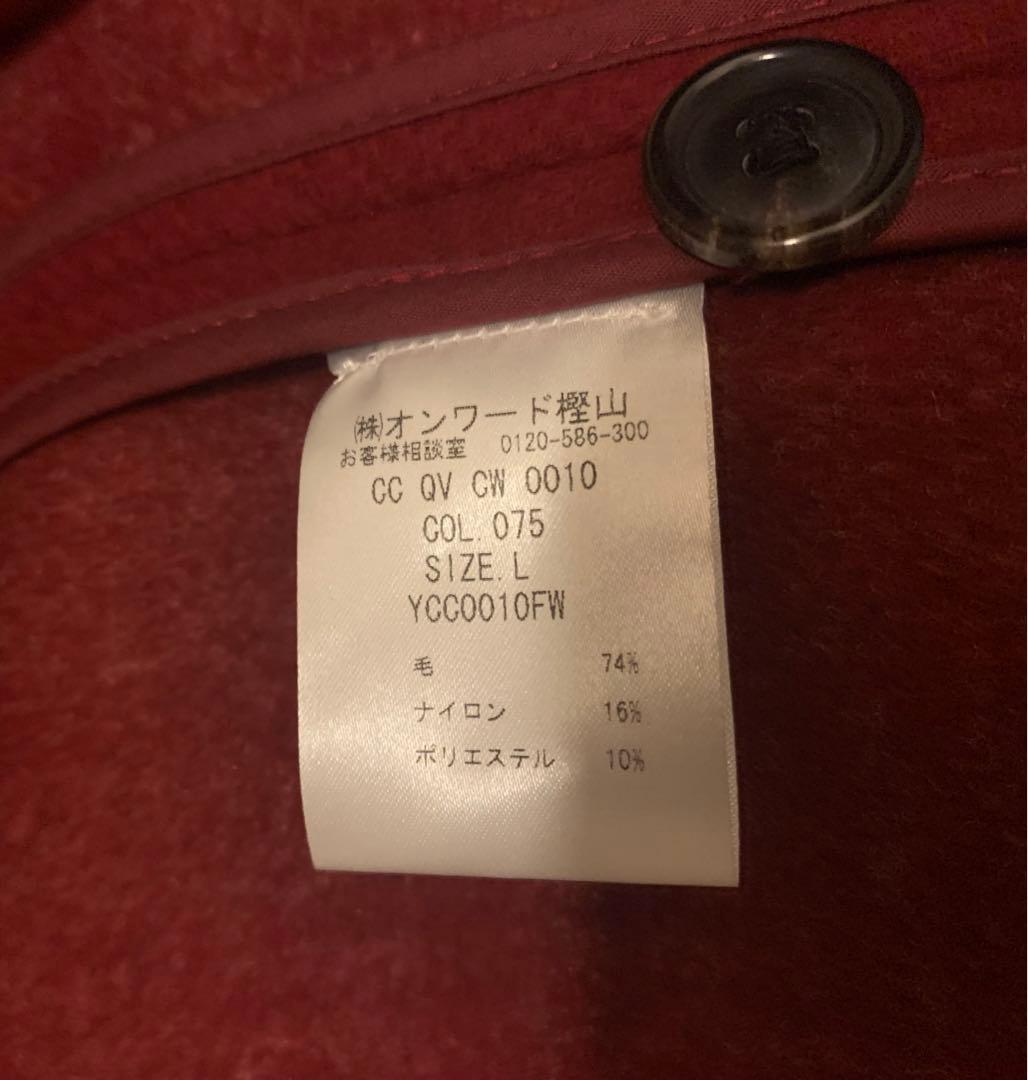 ㈱オンワード樫山
お客様相談室 0120-586-300
CC QV CW 0010
COL.075
SIZE.L
YCC0010FW
毛 74%
ナイロン 16%
ポリエステル 10%